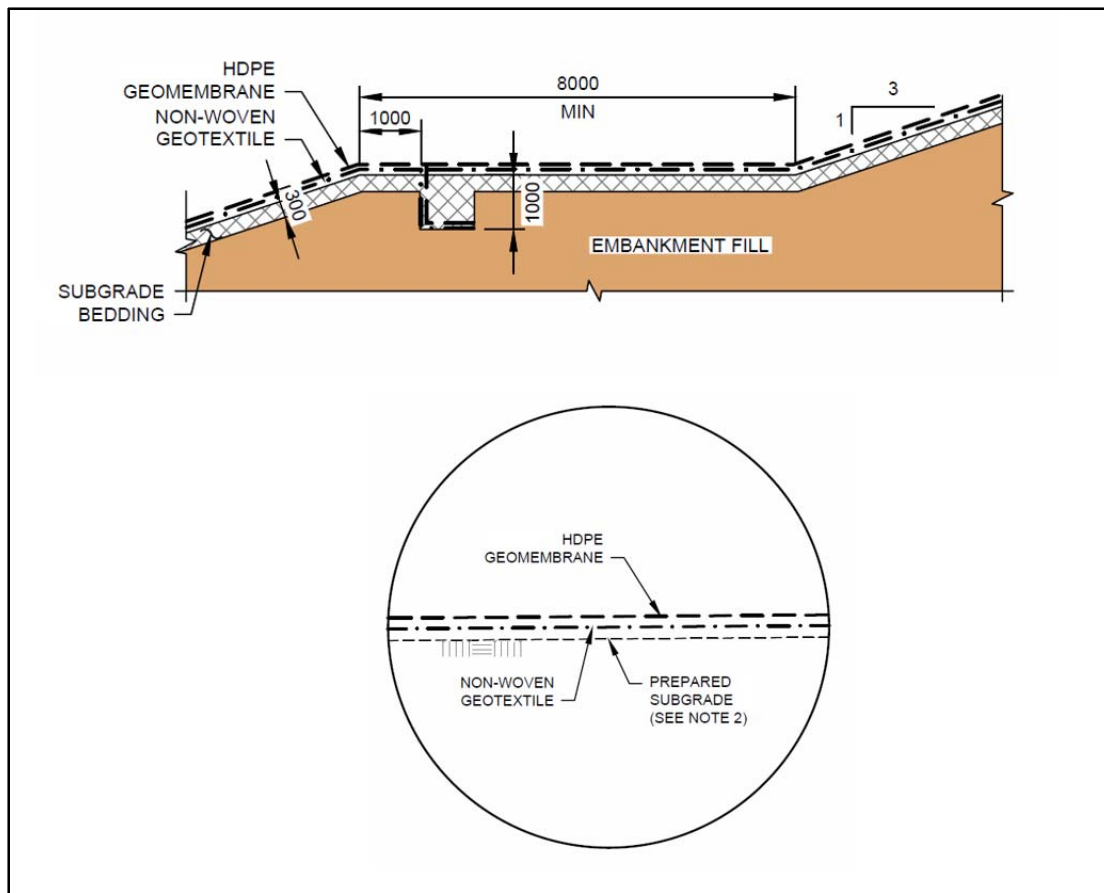 HDPE
GEOMEMBRANE
NON-WOVEN
GEOTEXTILE
8000
MIN
1000
3
1
300
1000
EMBANKMENT FILL
SUBGRADE
BEDDING
HDPE
GEOMEMBRANE
NON-WOVEN
GEOTEXTILE
PREPARED
SUBGRADE
(SEE NOTE 2)